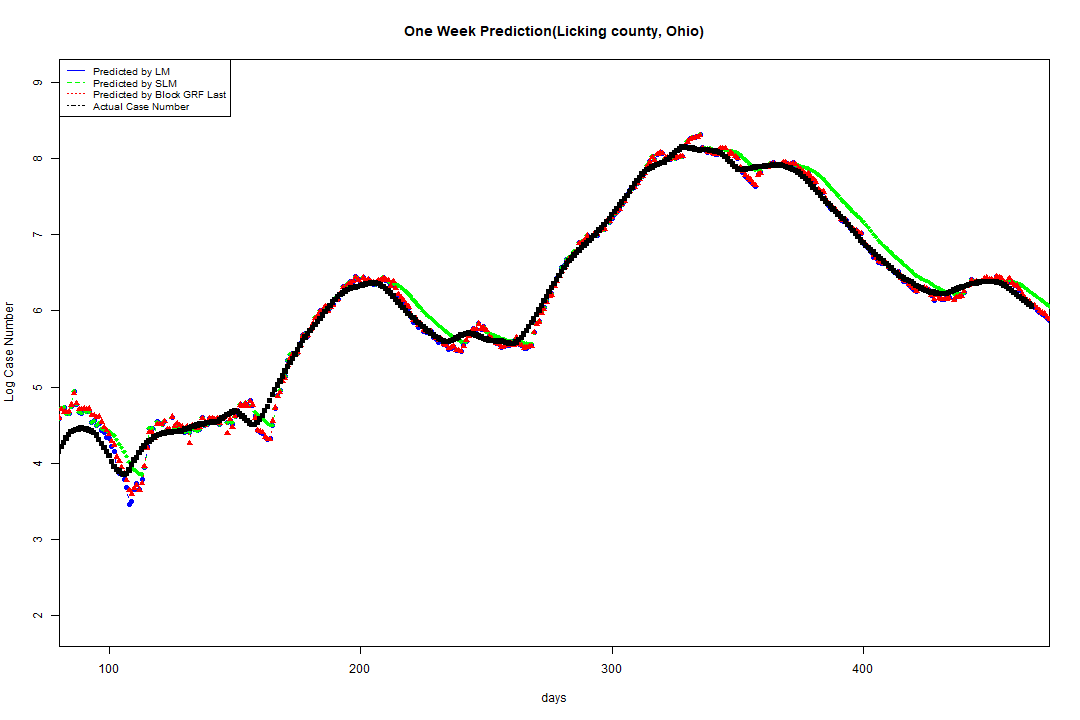 One Week Prediction(Licking county, Ohio)
Predicted by LM
Predicted by SLM
Predicted by Block GRF Last
Actual Case Number
9
8
7
6
5
4
3
2
Log Case Number
100 200 300 400
days